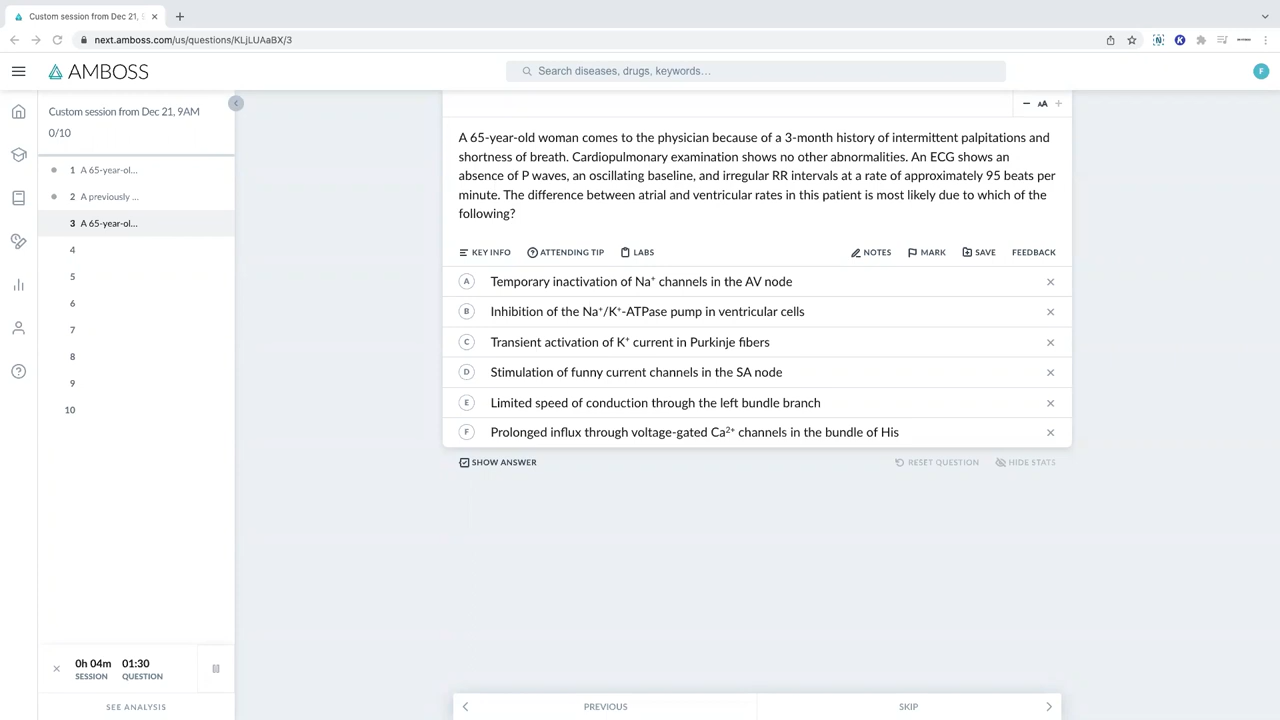 Custom session from Dec 21, 9
next.amboss.com/us/questions/KLjLUAaBX/3
AMBOSS
Search diseases, drugs, keywords...
F
Custom session from Dec 21, 9AM
0/10
1 A 65-year-ol...
2 A previously ...
3 A 65-year-ol...
4
5
6
7
8
9
10
0h 04m 01:30
SESSION QUESTION
SEE ANALYSIS
− AA +
A 65-year-old woman comes to the physician because of a 3-month history of intermittent palpitations and
shortness of breath. Cardiopulmonary examination shows no other abnormalities. An ECG shows an
absence of P waves, an oscillating baseline, and irregular RR intervals at a rate of approximately 95 beats per
minute. The difference between atrial and ventricular rates in this patient is most likely due to which of the
following?
KEY INFO ATTENDING TIP LABS NOTES MARK SAVE FEEDBACK
A Temporary inactivation of Na⁺ channels in the AV node
B Inhibition of the Na⁺/K⁺-ATPase pump in ventricular cells
C Transient activation of K⁺ current in Purkinje fibers
D Stimulation of funny current channels in the SA node
E Limited speed of conduction through the left bundle branch
F Prolonged influx through voltage-gated Ca²⁺ channels in the bundle of His
SHOW ANSWER RESET QUESTION HIDE STATS
PREVIOUS SKIP